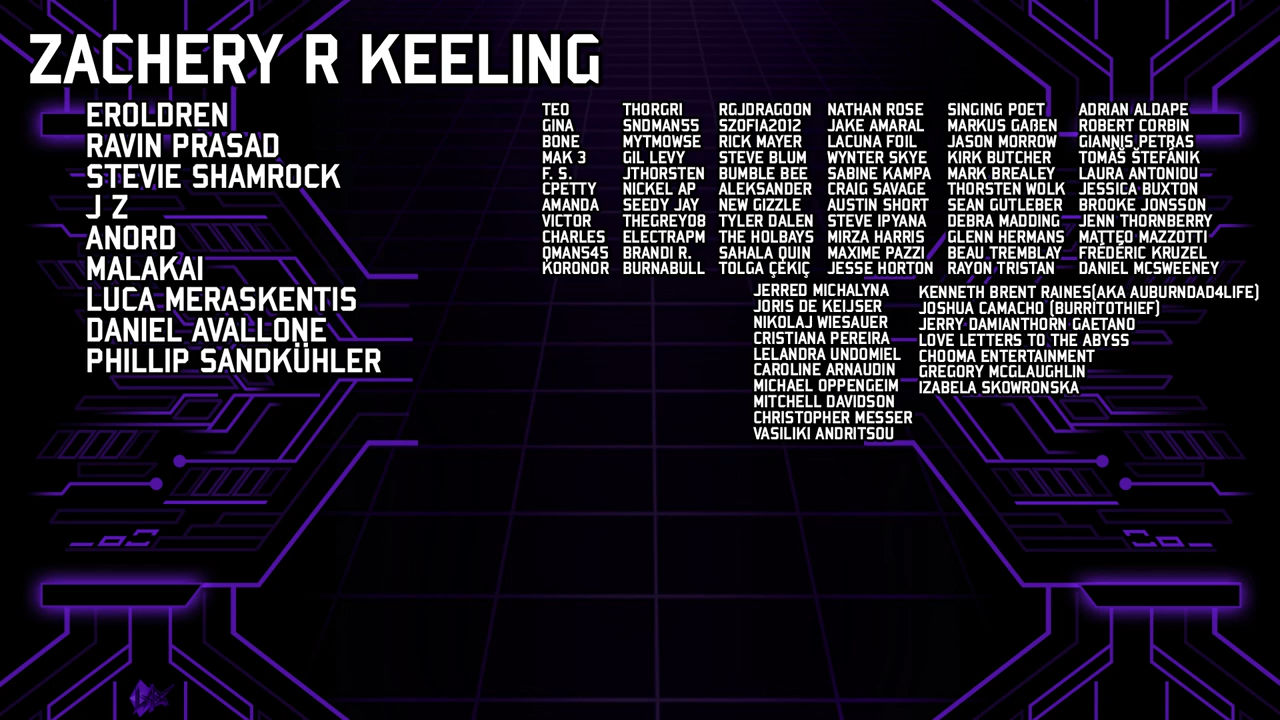 ZACHERY R KEELING
EROLDREN
RAVIN PRASAD
STEVIE SHAMROCK
J Z
ANORD
MALAKAI
LUCA MERASKENTIS
DANIEL AVALLONE
PHILLIP SANDKÜHLER
TEO
GINA
BONE
MAK 3
F. S.
CPETTY
AMANDA
VICTOR
CHARLES
QMAN545
KORONOR
THORGRI
SNDMAN55
MYTMOWSE
GIL LEVY
JTHORSTEN
NICKEL AP
SEEDY JAY
THEGREY08
ELECTRAPM
BRANDI R.
BURNABULL
RGJDRAGOON
SZOFIA2012
RICK MAYER
STEVE BLUM
BUMBLE BEE
ALEKSANDER
NEW GIZZLE
TYLER DALEN
THE HOLBAYS
SAHALA QUIN
TOLGA ÇEKIÇ
NATHAN ROSE
JAKE AMARAL
LACUNA FOIL
WYNTER SKYE
SABINE KAMPA
CRAIG SAVAGE
AUSTIN SHORT
STEVE IPYANA
MIRZA HARRIS
MAXIME PAZZI
JESSE HORTON
SINGING POET
MARKUS GAßEN
JASON MORROW
KIRK BUTCHER
MARK BREALEY
THORSTEN WOLK
SEAN GUTLEBER
DEBRA MADDING
GLENN HERMANS
BEAU TREMBLAY
RAYON TRISTAN
ADRIAN ALDAPE
ROBERT CORBIN
GIANNIS PETRAS
TOMÁŠ ŠTEFÁNIK
LAURA ANTONIOU
JESSICA BUXTON
BROOKE JONSSON
JENN THORNBERRY
MATTEO MAZZOTTI
FRÉDÉRIC KRUZEL
DANIEL MCSWEENEY
JERRED MICHALYNA
JORIS DE KEIJSER
NIKOLAJ WIESAUER
CRISTIANA PEREIRA
LELANDRA UNDOMIEL
CAROLINE ARNAUDIN
MICHAEL OPPENGEIM
MITCHELL DAVIDSON
CHRISTOPHER MESSER
VASILIKI ANDRITSOU
KENNETH BRENT RAINES(AKA AUBURNDAD4LIFE)
JOSHUA CAMACHO (BURRITOTHIEF)
JERRY DAMIANTHORN GAETANO
LOVE LETTERS TO THE ABYSS
CHOOMA ENTERTAINMENT
GREGORY MCGLAUGHLIN
IZABELA SKOWRONSKA